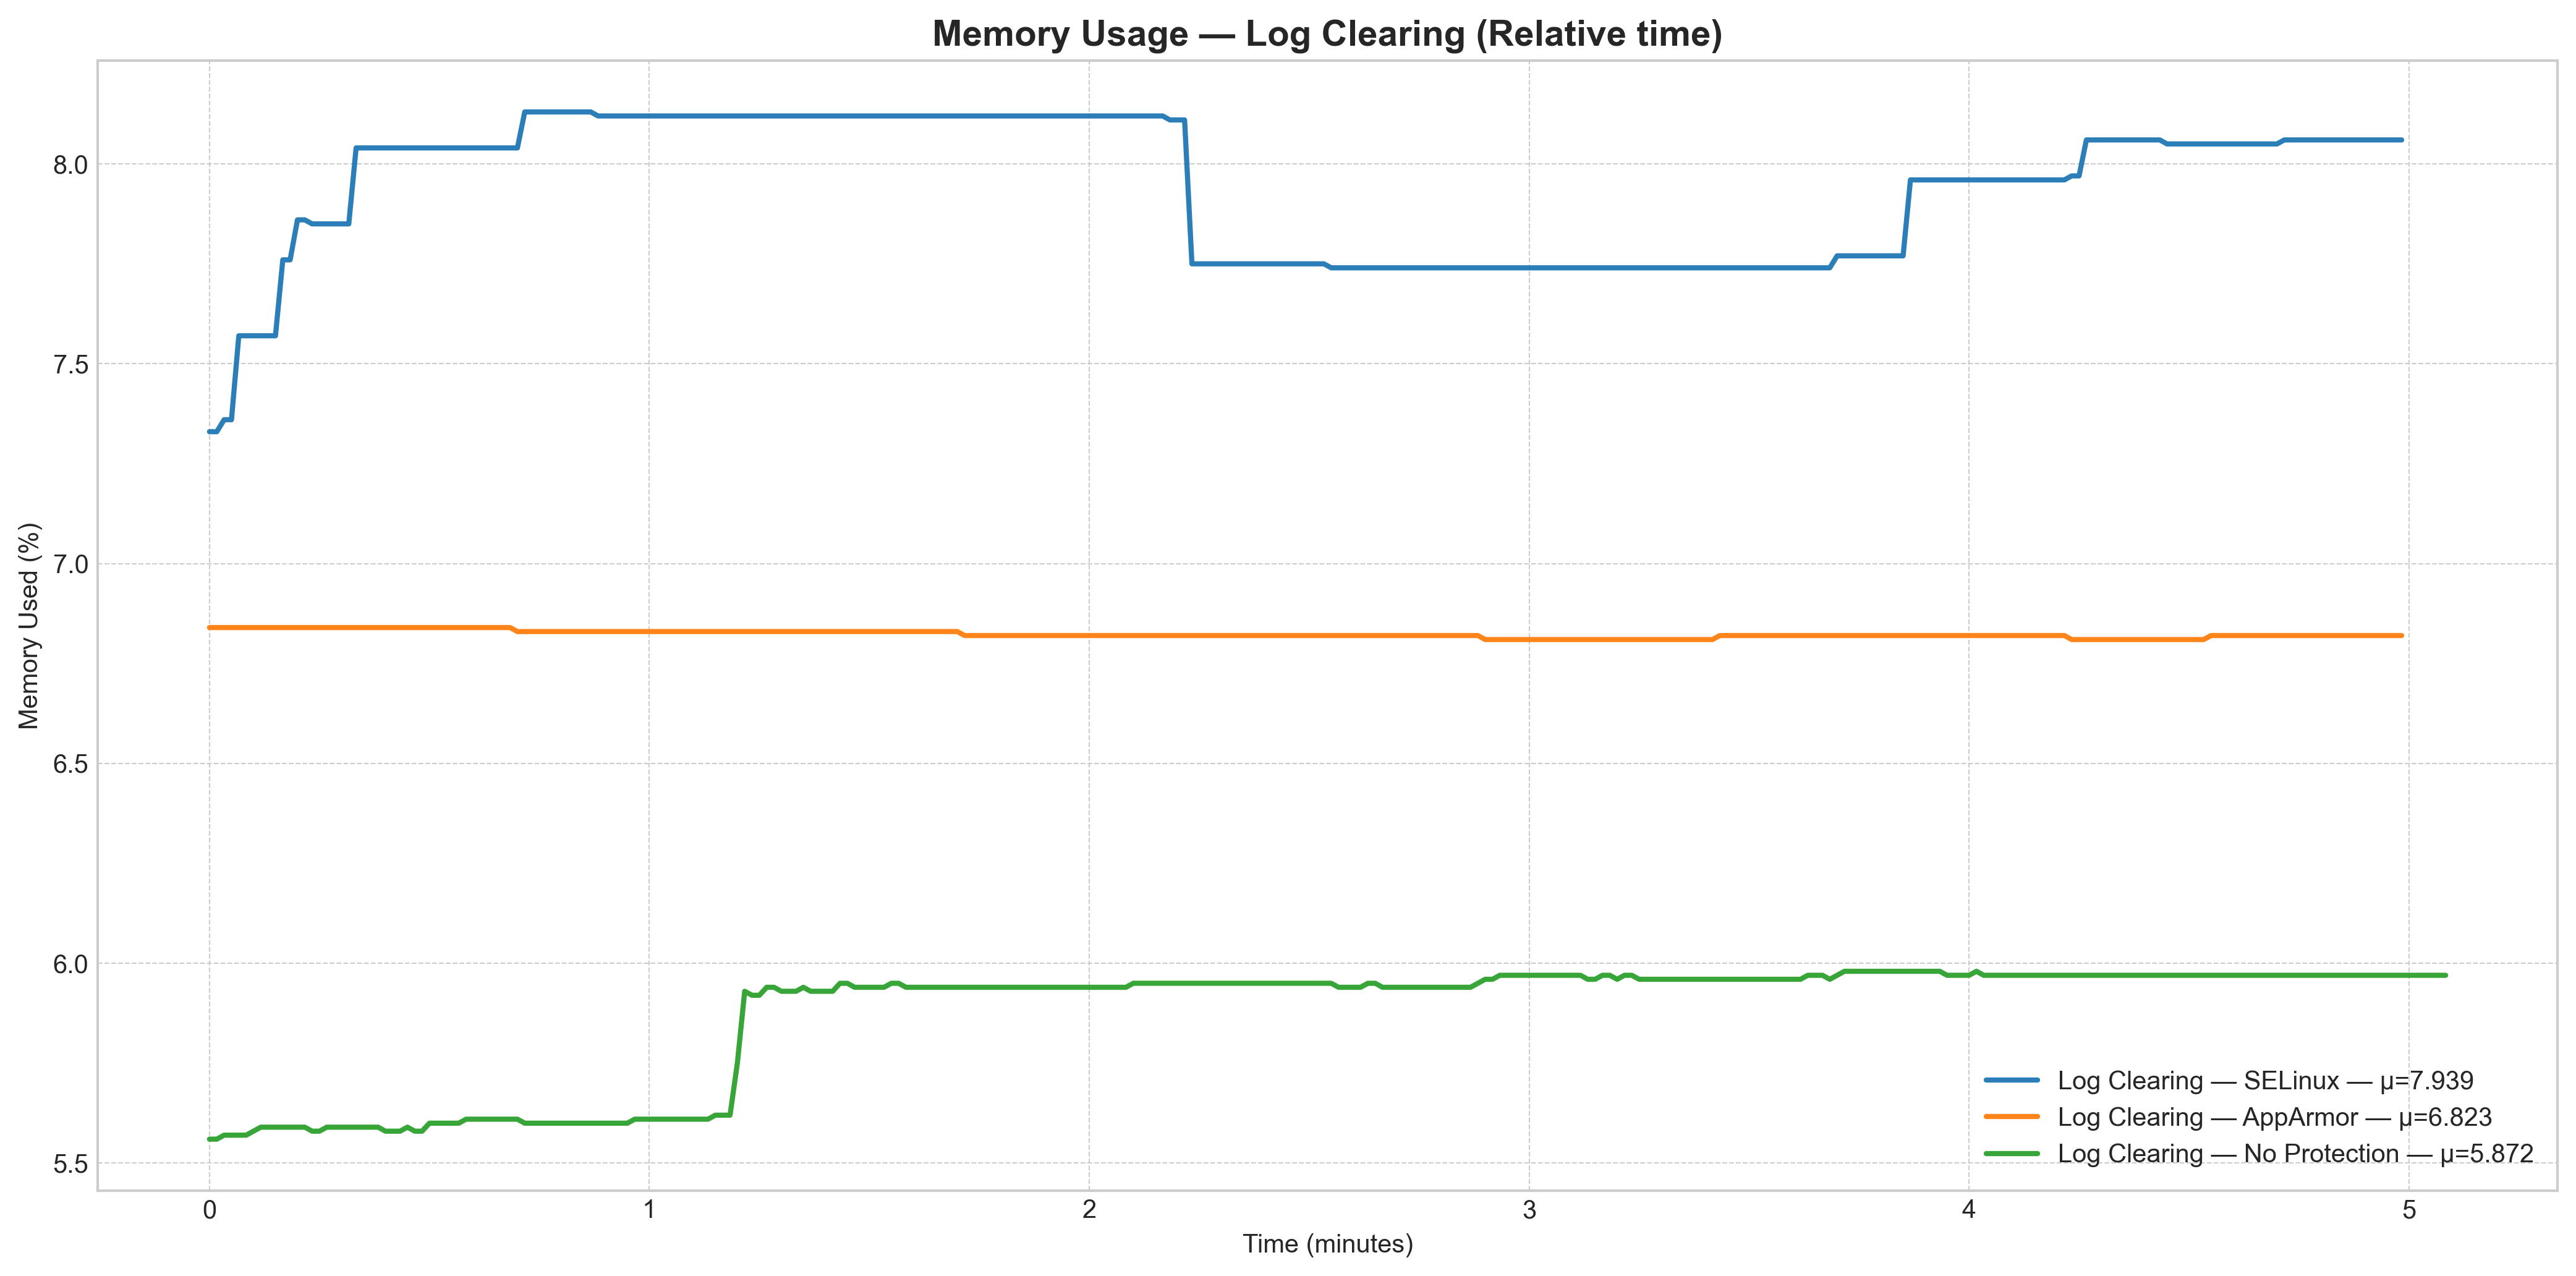 Memory Usage — Log Clearing (Relative time)
Memory Used (%)
8.0
7.5
7.0
6.5
6.0
5.5
Log Clearing — SELinux — μ=7.939
Log Clearing — AppArmor — μ=6.823
Log Clearing — No Protection — μ=5.872
0 1 2 3 4 5
Time (minutes)